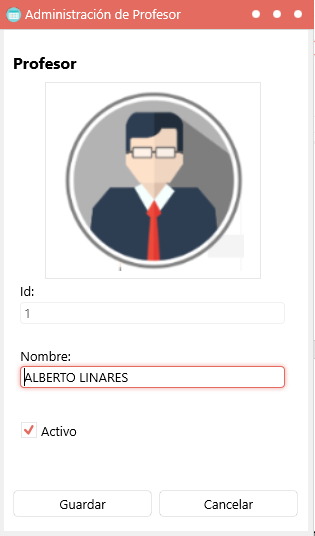 Administración de Profesor
Profesor
Id:
1
Nombre:
ALBERTO LINARES
Activo
Guardar
Cancelar